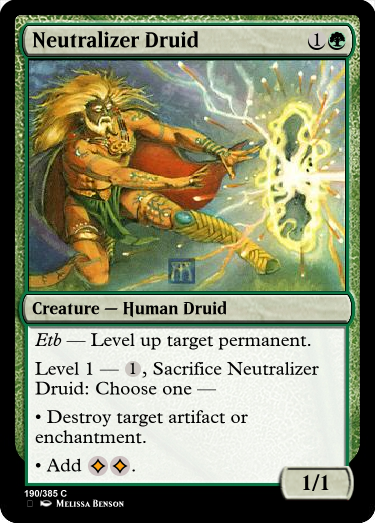 Neutralizer Druid 1
Creature — Human Druid
Etb — Level up target permanent.
Level 1 — 1, Sacrifice Neutralizer
Druid: Choose one —
• Destroy target artifact or
enchantment.
• Add .
1/1
190/385 C
Melissa Benson